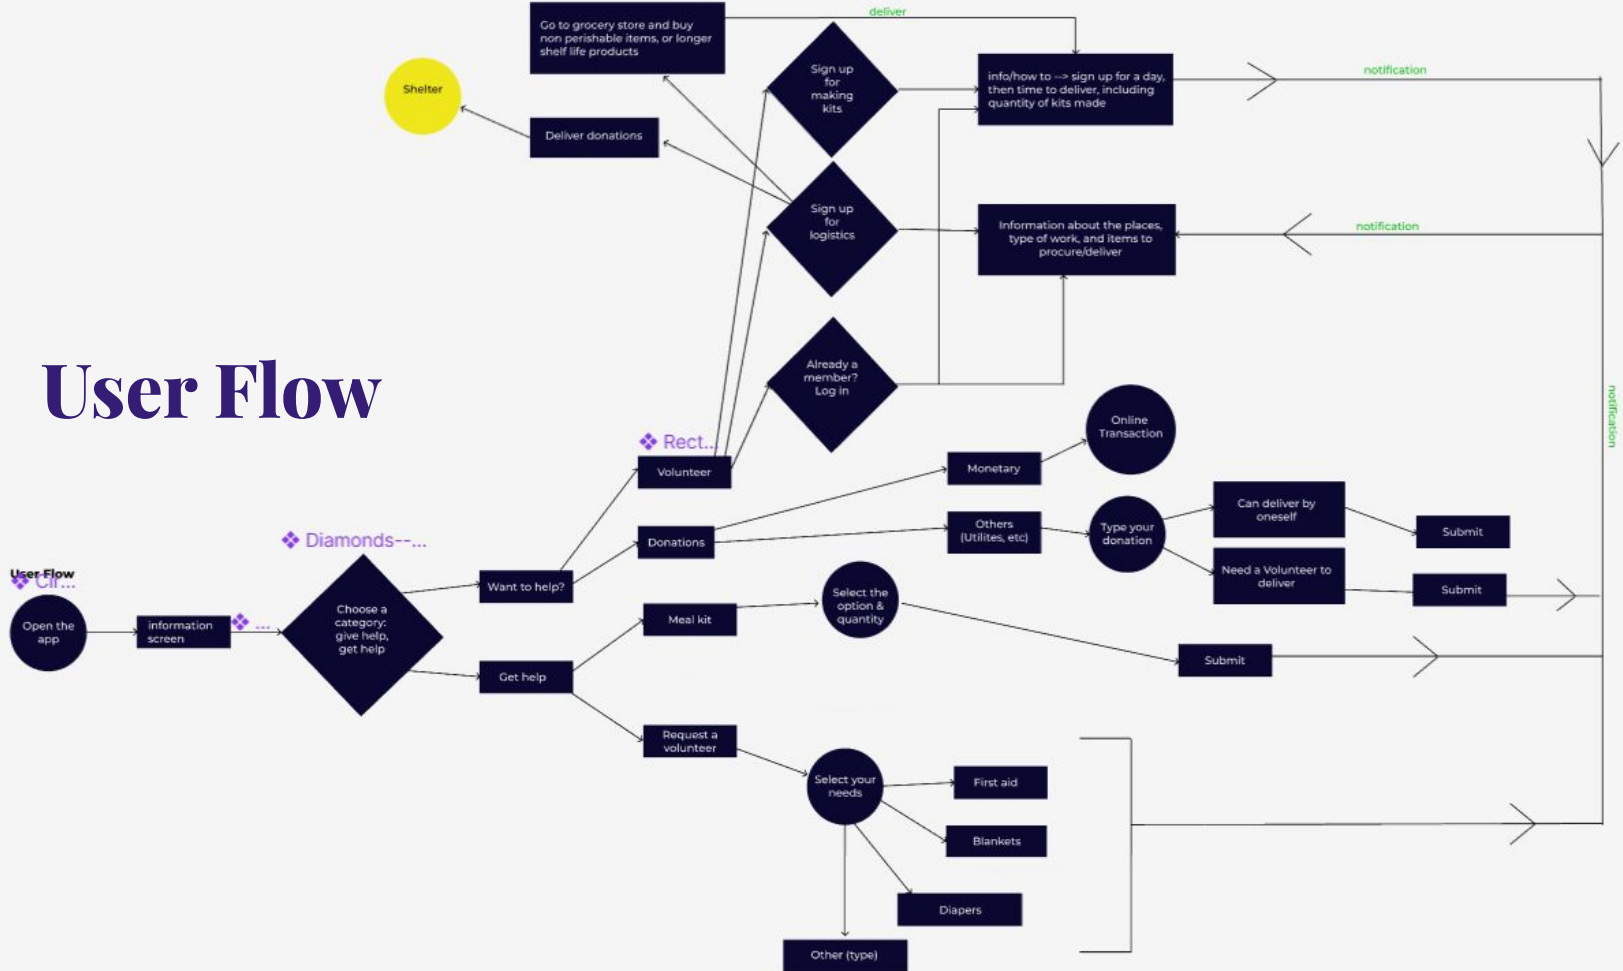 deliver
Go to grocery store and buy
non perishable items, or longer
shelf life products
Shelter
Deliver donations
Sign up
for
making
kits
info/how to --> sign up for a day,
then time to deliver, including
quantity of kits made
notification
Sign up
for
logistics
Information about the places,
type of work, and items to
procure/deliver
notification
Already a
member?
Log in
User Flow
notification
Rect...
Volunteer
Online
Transaction
Monetary
Diamonds--...
Donations
Others
(Utilites, etc)
Type your
donation
Can deliver by
oneself
Submit
Need a Volunteer to
deliver
Submit
User Flow
Cir...
Open the
app
information
screen
...
Choose a
category:
give help,
get help
Want to help?
Get help
Meal kit
Select the
option &
quantity
Submit
Request a
volunteer
Select your
needs
First aid
Blankets
Diapers
Other (type)